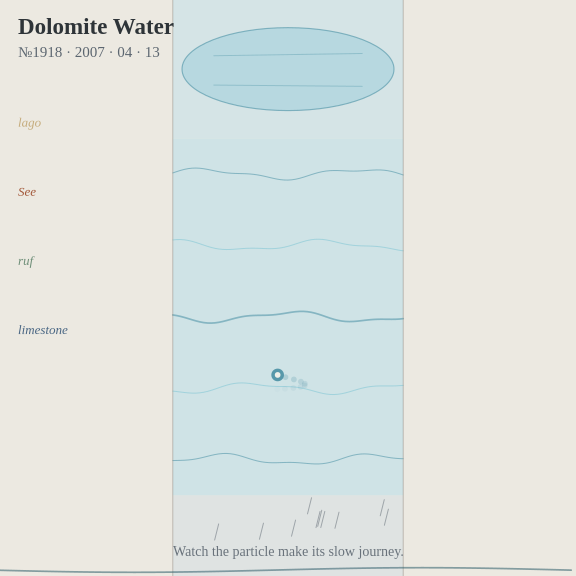 Dolomite Water
№1918 · 2007 · 04 · 13
lago
See
ruf
limestone
Watch the particle make its slow journey.